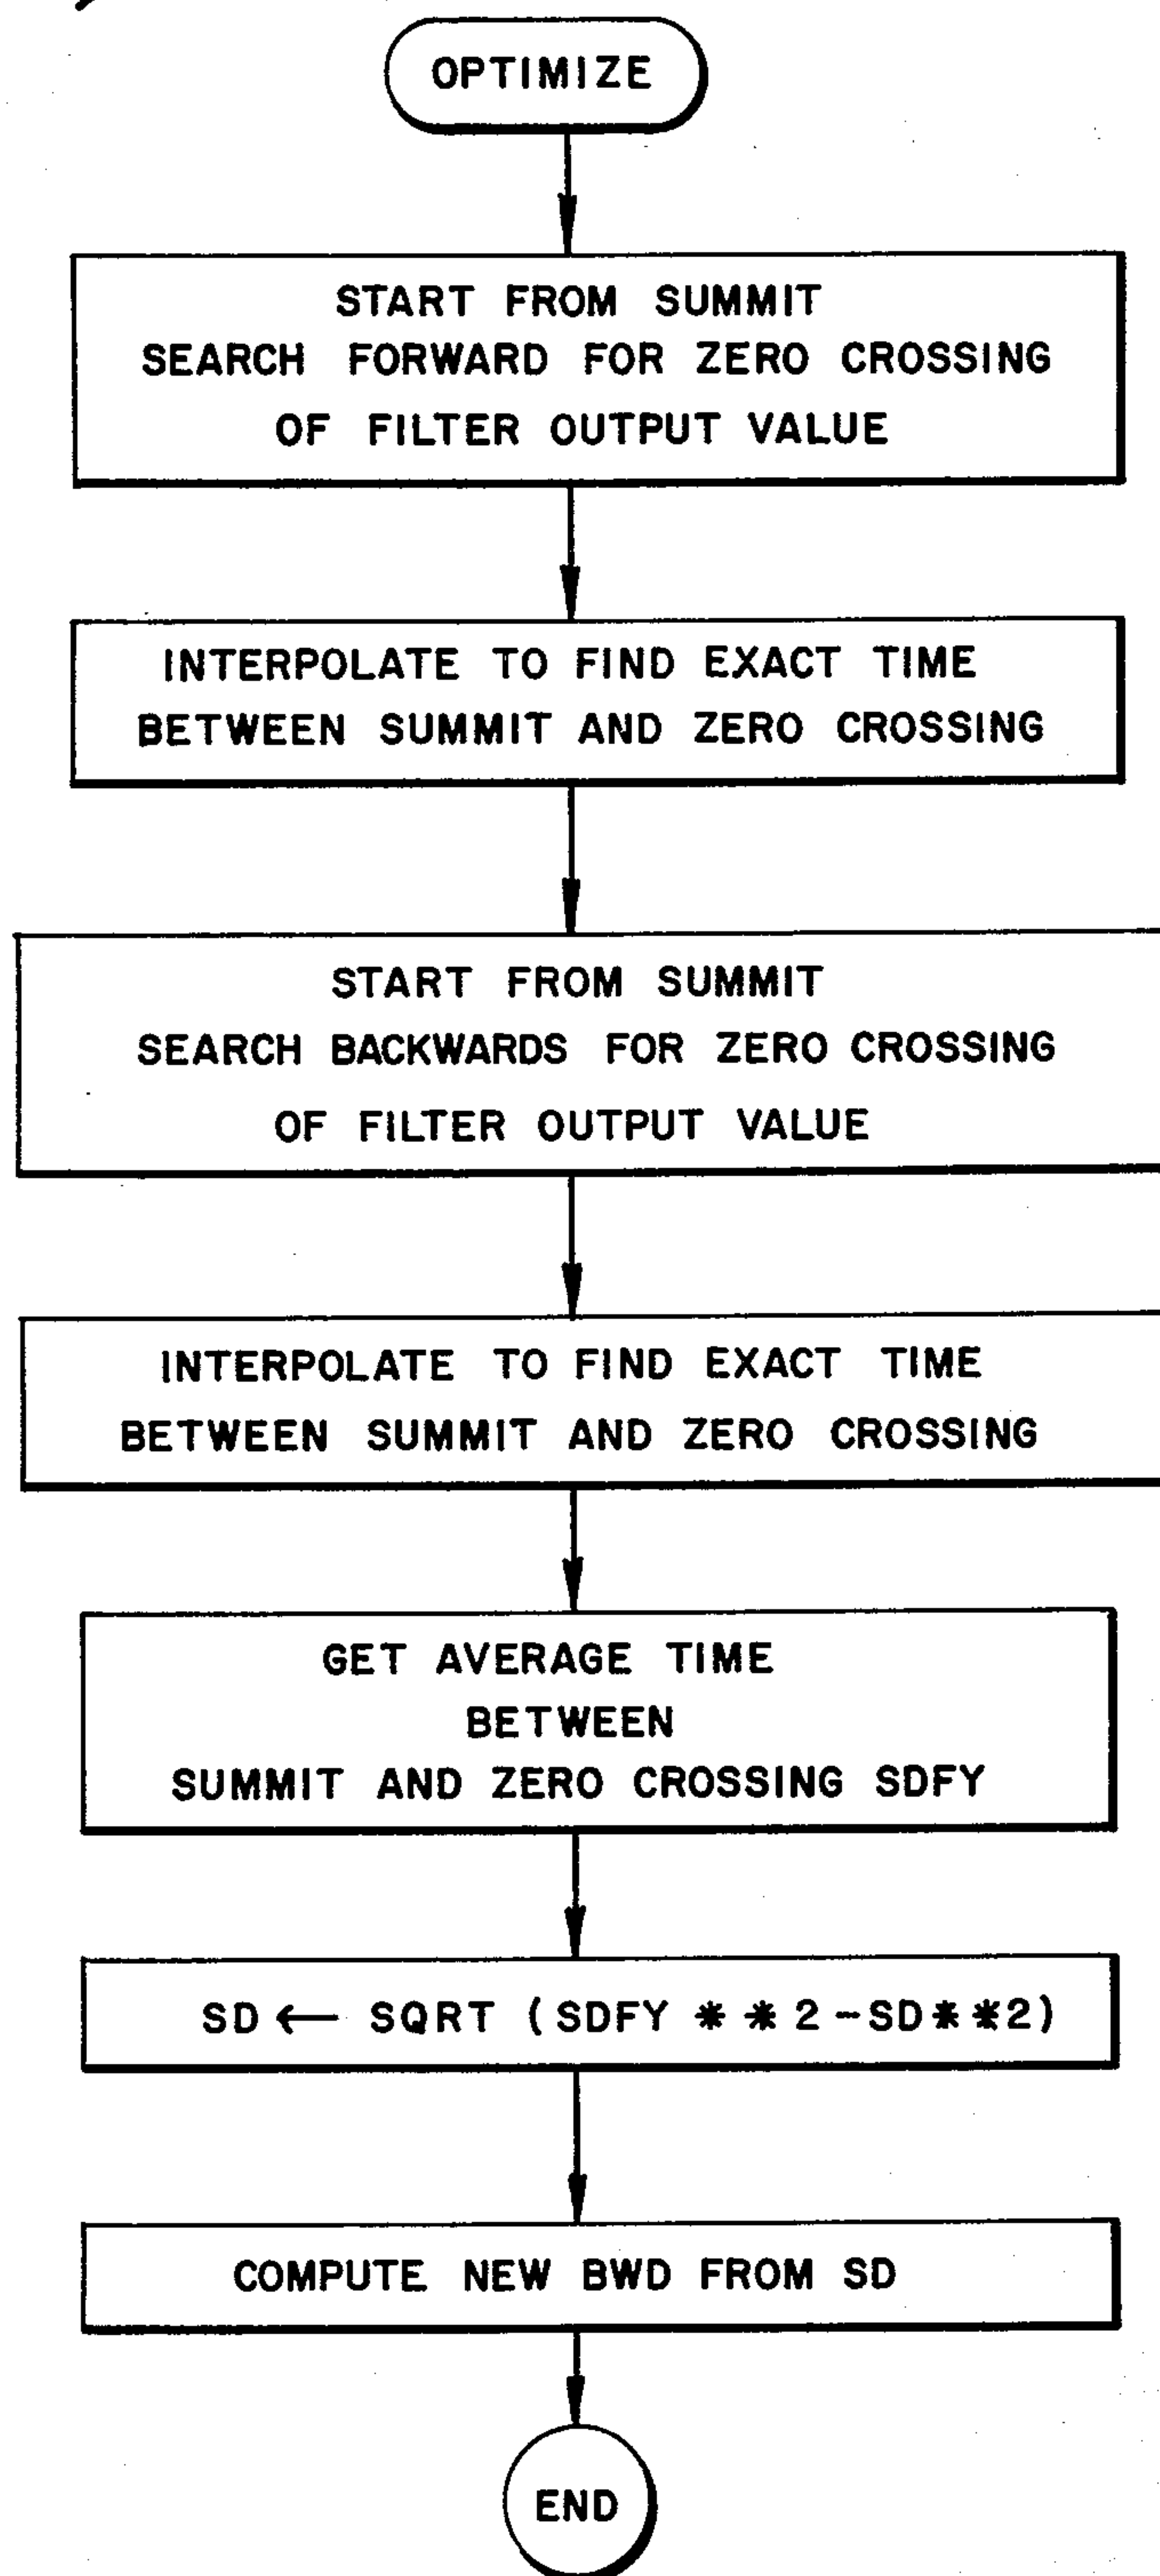 OPTIMIZE
START FROM SUMMIT
SEARCH FORWARD FOR ZERO CROSSING
OF FILTER OUTPUT VALUE
INTERPOLATE TO FIND EXACT TIME
BETWEEN SUMMIT AND ZERO CROSSING
START FROM SUMMIT
SEARCH BACKWARDS FOR ZERO CROSSING
OF FILTER OUTPUT VALUE
INTERPOLATE TO FIND EXACT TIME
BETWEEN SUMMIT AND ZERO CROSSING
GET AVERAGE TIME
BETWEEN
SUMMIT AND ZERO CROSSING SDFY
SD ← SQRT (SDFY * * 2 - SD * * 2)
COMPUTE NEW BWD FROM SD
END